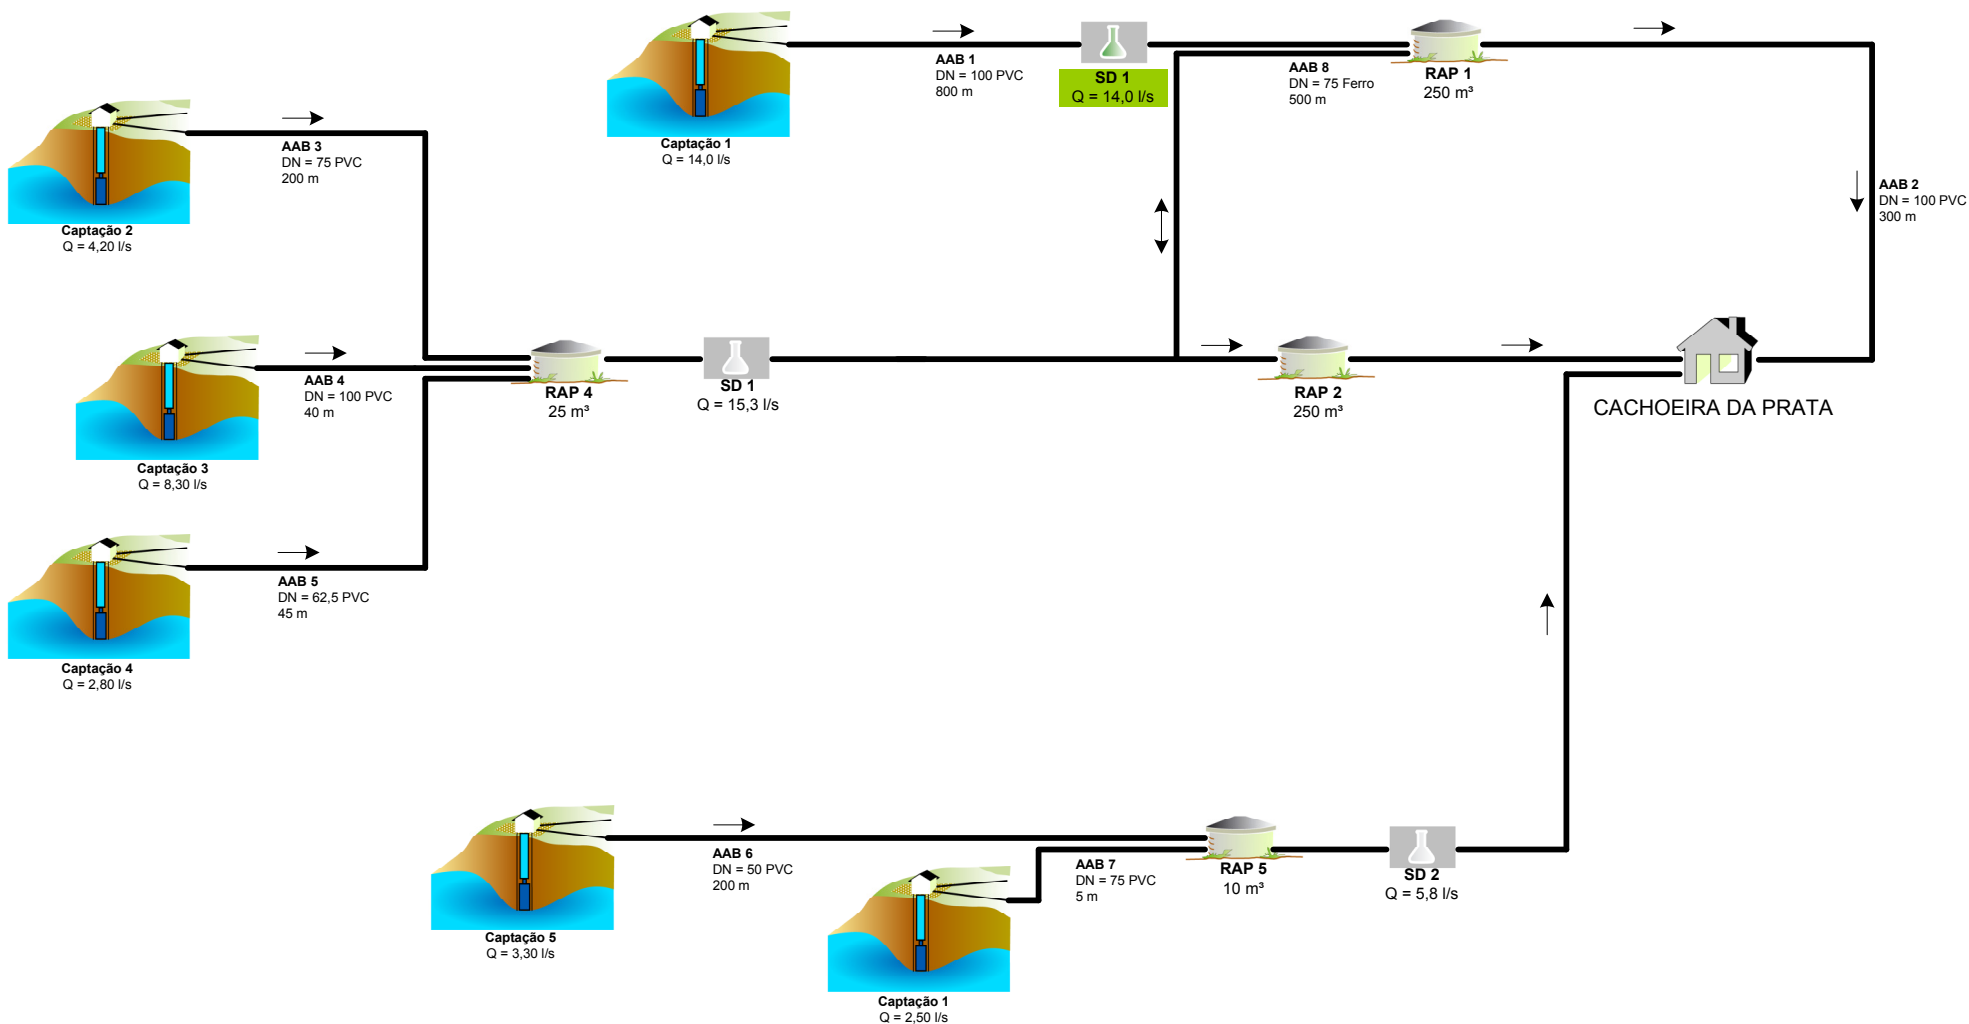 AAB 1
DN = 100 PVC
800 m
SD 1
Q = 14,0 l/s
AAB 8
DN = 75 Ferro
500 m
RAP 1
250 m³
Captação 1
Q = 14,0 l/s
AAB 3
DN = 75 PVC
200 m
Captação 2
Q = 4,20 l/s
AAB 2
DN = 100 PVC
300 m
AAB 4
DN = 100 PVC
40 m
RAP 4
25 m³
SD 1
Q = 15,3 l/s
RAP 2
250 m³
CACHOEIRA DA PRATA
Captação 3
Q = 8,30 l/s
AAB 5
DN = 62,5 PVC
45 m
Captação 4
Q = 2,80 l/s
AAB 6
DN = 50 PVC
200 m
AAB 7
DN = 75 PVC
5 m
RAP 5
10 m³
SD 2
Q = 5,8 l/s
Captação 5
Q = 3,30 l/s
Captação 1
Q = 2,50 l/s